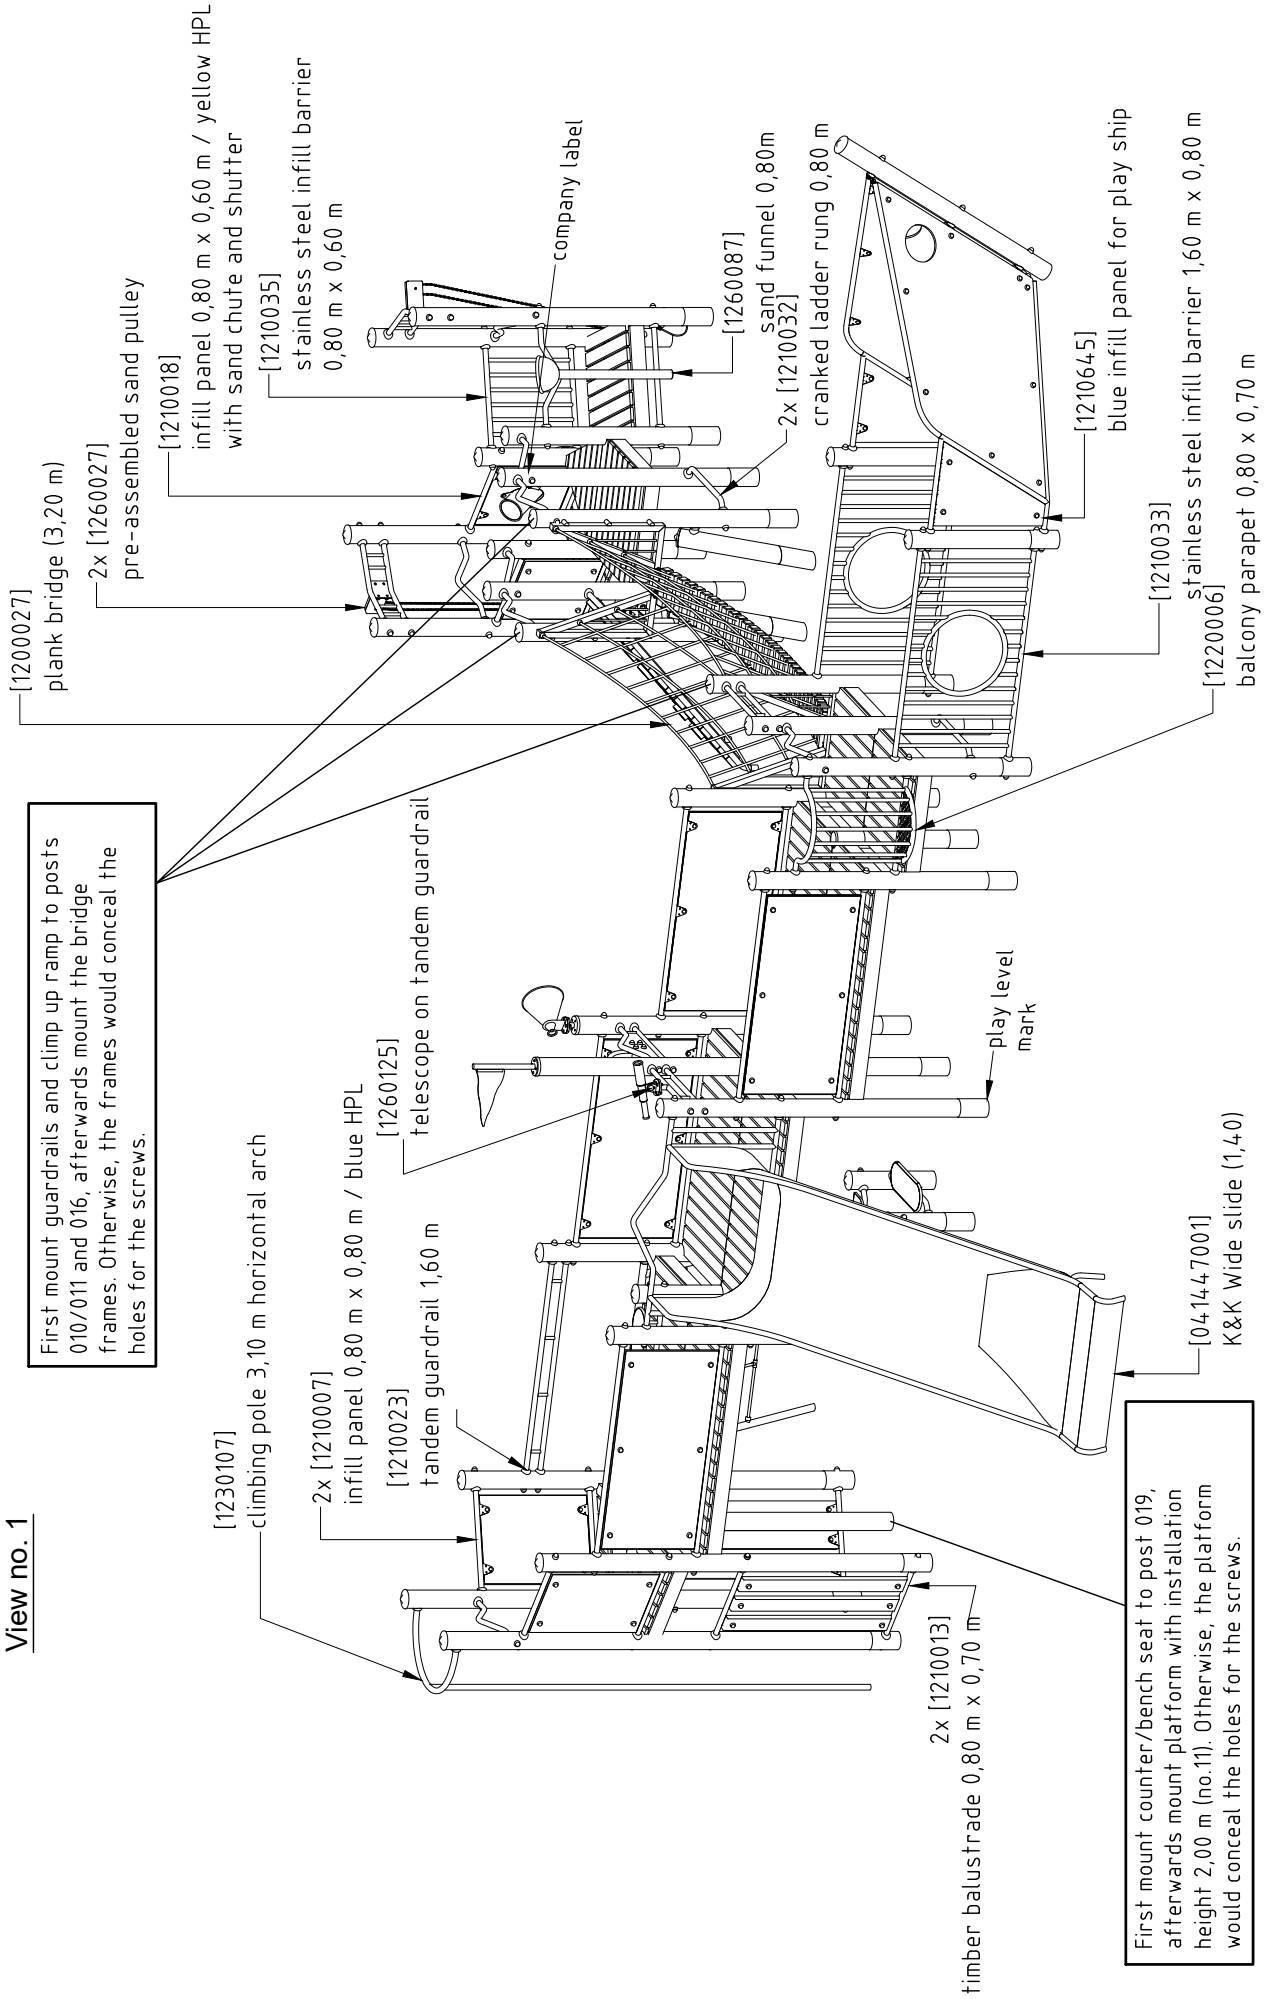 View no. 1
First mount guardrails and climp up ramp to posts
010/011 and 016, afterwards mount the bridge
frames. Otherwise, the frames would conceal the
holes for the screws.
[1200027]
plank bridge (3,20 m)
2x [1260027]
pre-assembled sand pulley
[1210018]
infill panel 0,80 m x 0,60 m / yellow HPL
with sand chute and shutter
[1210035]
stainless steel infill barrier
0,80 m x 0,60 m
company label
[1230107]
climbing pole 3,10 m horizontal arch
2x [1210007]
infill panel 0,80 m x 0,80 m / blue HPL
[1210023]
tandem guardrail 1,60 m
[1260125]
telescope on tandem guardrail
[1260087]
sand funnel 0,80m
2x [1210032]
cranked ladder rung 0,80 m
2x [1210013]
timber balustrade 0,80 m x 0,70 m
play level
mark
[1210645]
blue infill panel for play ship
[1210033]
stainless steel infill barrier 1,60 m x 0,80 m
[1220006]
balcony parapet 0,80 x 0,70 m
[041447001]
K&K Wide slide (1,40)
First mount counter/bench seat to post 019,
afterwards mount platform with installation
height 2,00 m (no.11). Otherwise, the platform
would conceal the holes for the screws.